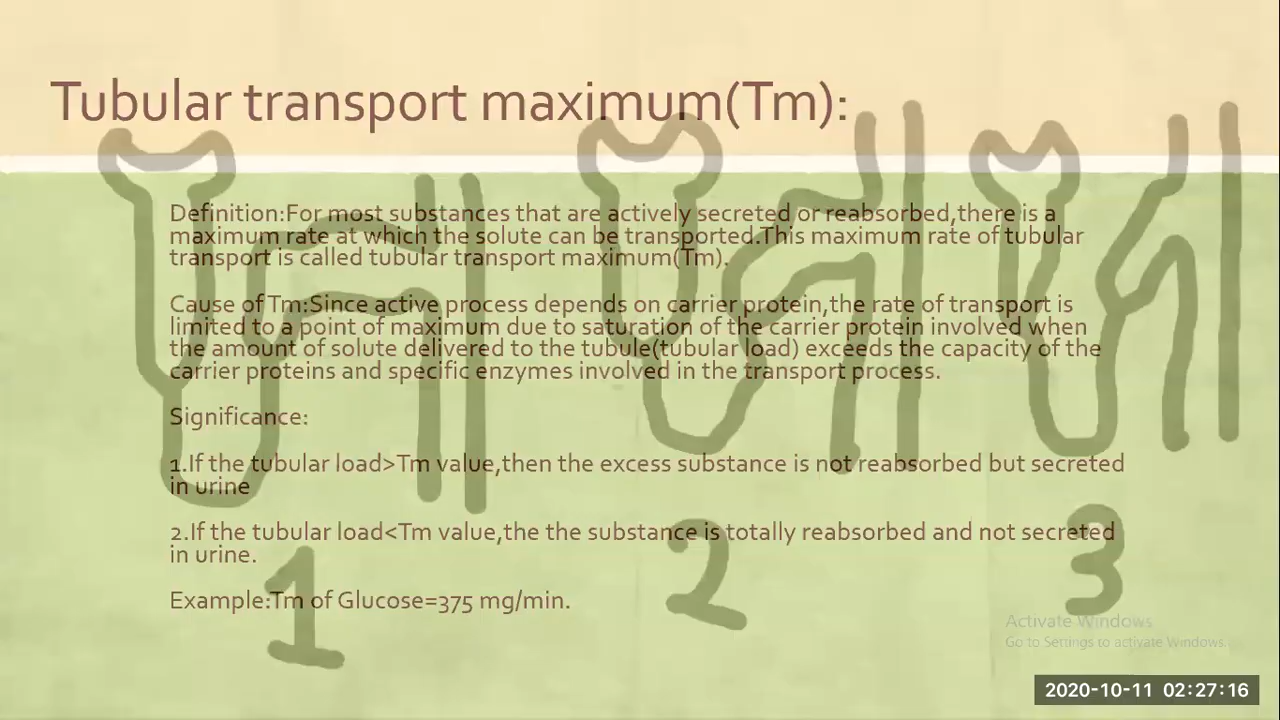 Tubular transport maximum(Tm):
Definition:For most substances that are actively secreted or reabsorbed,there is a
maximum rate at which the solute can be transported.This maximum rate of tubular
transport is called tubular transport maximum(Tm).
Cause of Tm:Since active process depends on carrier protein,the rate of transport is
limited to a point of maximum due to saturation of the carrier protein involved when
the amount of solute delivered to the tubule(tubular load) exceeds the capacity of the
carrier proteins and specific enzymes involved in the transport process.
Significance:
1.If the tubular load>Tm value,then the excess substance is not reabsorbed but secreted
in urine
2.If the tubular load<Tm value,the the substance is totally reabsorbed and not secreted
in urine.
Example:Tm of Glucose=375 mg/min.
1 2 3
Activate Windows
Go to Settings to activate Windows.
2020-10-11 02:27:16